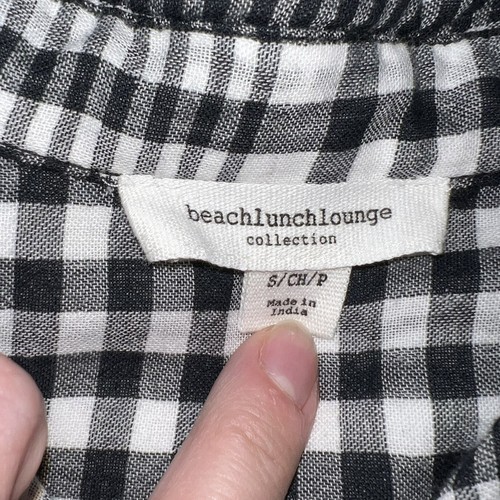 beachlunchlounge
collection
S/CH/P
Made in
India